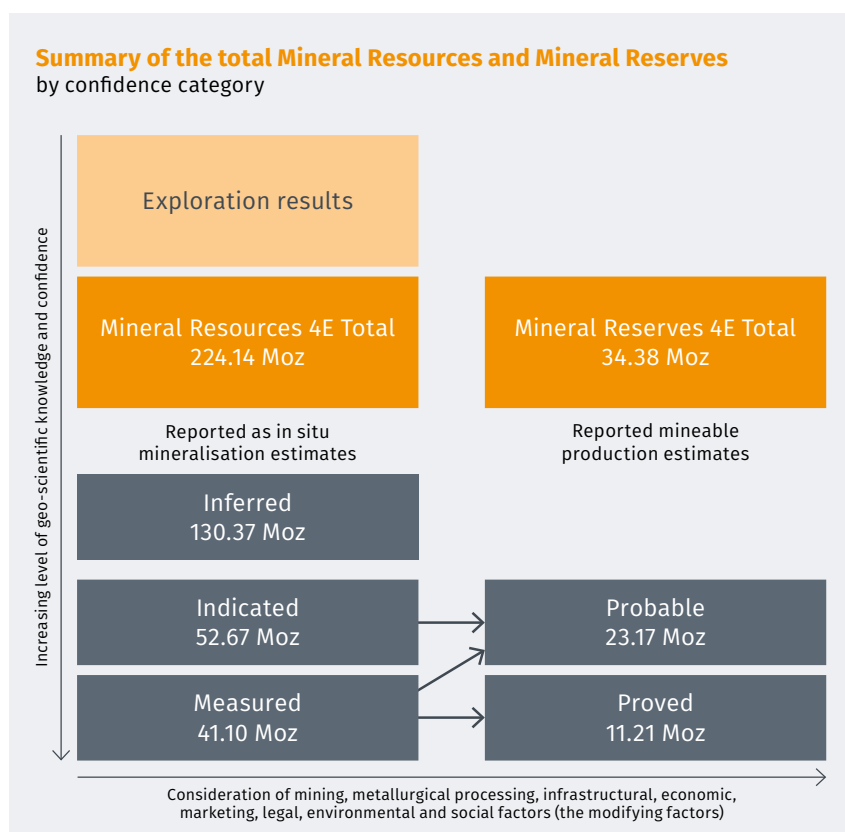 Summary of the total Mineral Resources and Mineral Reserves
by confidence category
Increasing level of geo-scientific knowledge and confidence
Exploration results
Mineral Resources 4E Total
224.14 Moz
Mineral Reserves 4E Total
34.38 Moz
Reported as in situ
mineralisation estimates
Reported mineable
production estimates
Inferred
130.37 Moz
Indicated
52.67 Moz
Probable
23.17 Moz
Measured
41.10 Moz
Proved
11.21 Moz
Consideration of mining, metallurgical processing, infrastructural, economic,
marketing, legal, environmental and social factors (the modifying factors)